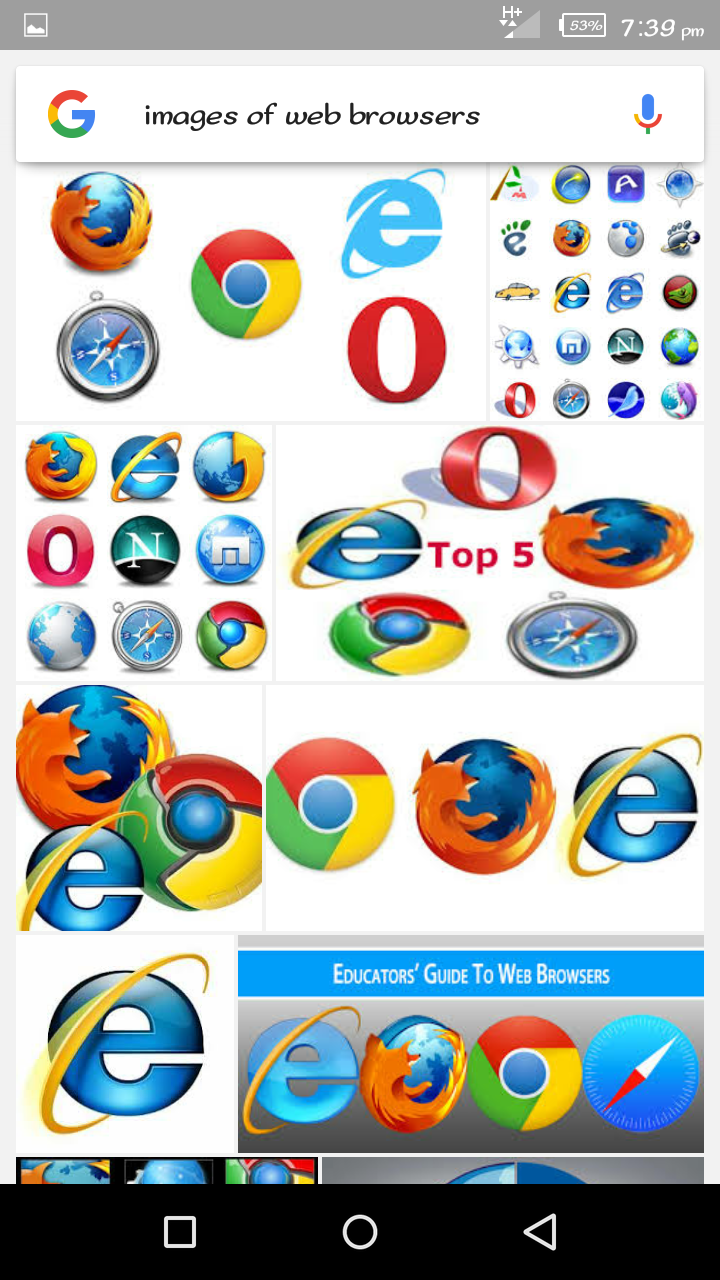 H+
53%
7:39 pm
images of web browsers
N
N
Top 5
EDUCATORS' GUIDE TO WEB BROWSERS